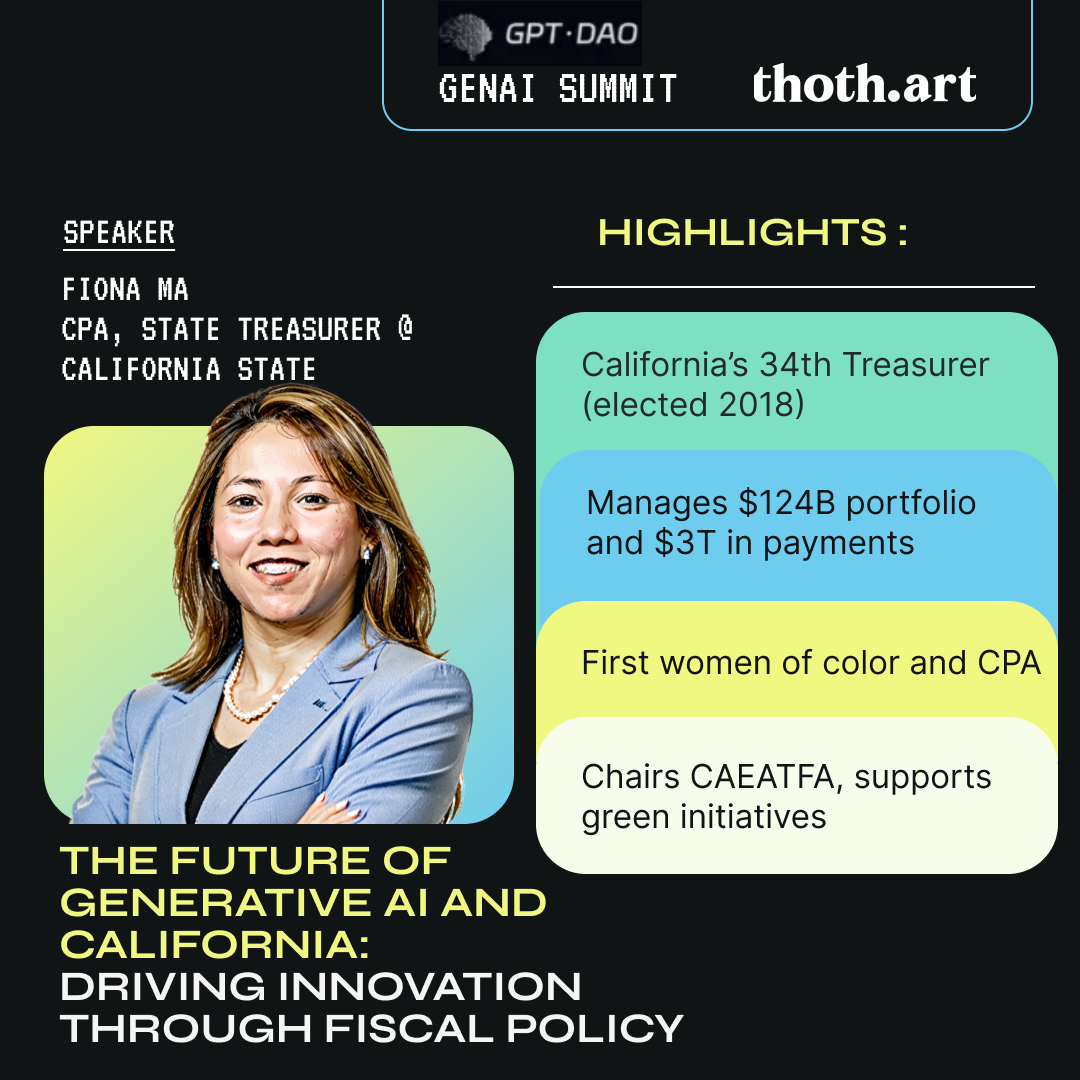 GPT·DAO
GENAI SUMMIT
thoth.art
SPEAKER
FIONA MA
CPA, STATE TREASURER @
CALIFORNIA STATE
HIGHLIGHTS :
California’s 34th Treasurer
(elected 2018)
Manages $124B portfolio
and $3T in payments
First women of color and CPA
Chairs CAEATFA, supports
green initiatives
THE FUTURE OF
GENERATIVE AI AND
CALIFORNIA:
DRIVING INNOVATION
THROUGH FISCAL POLICY